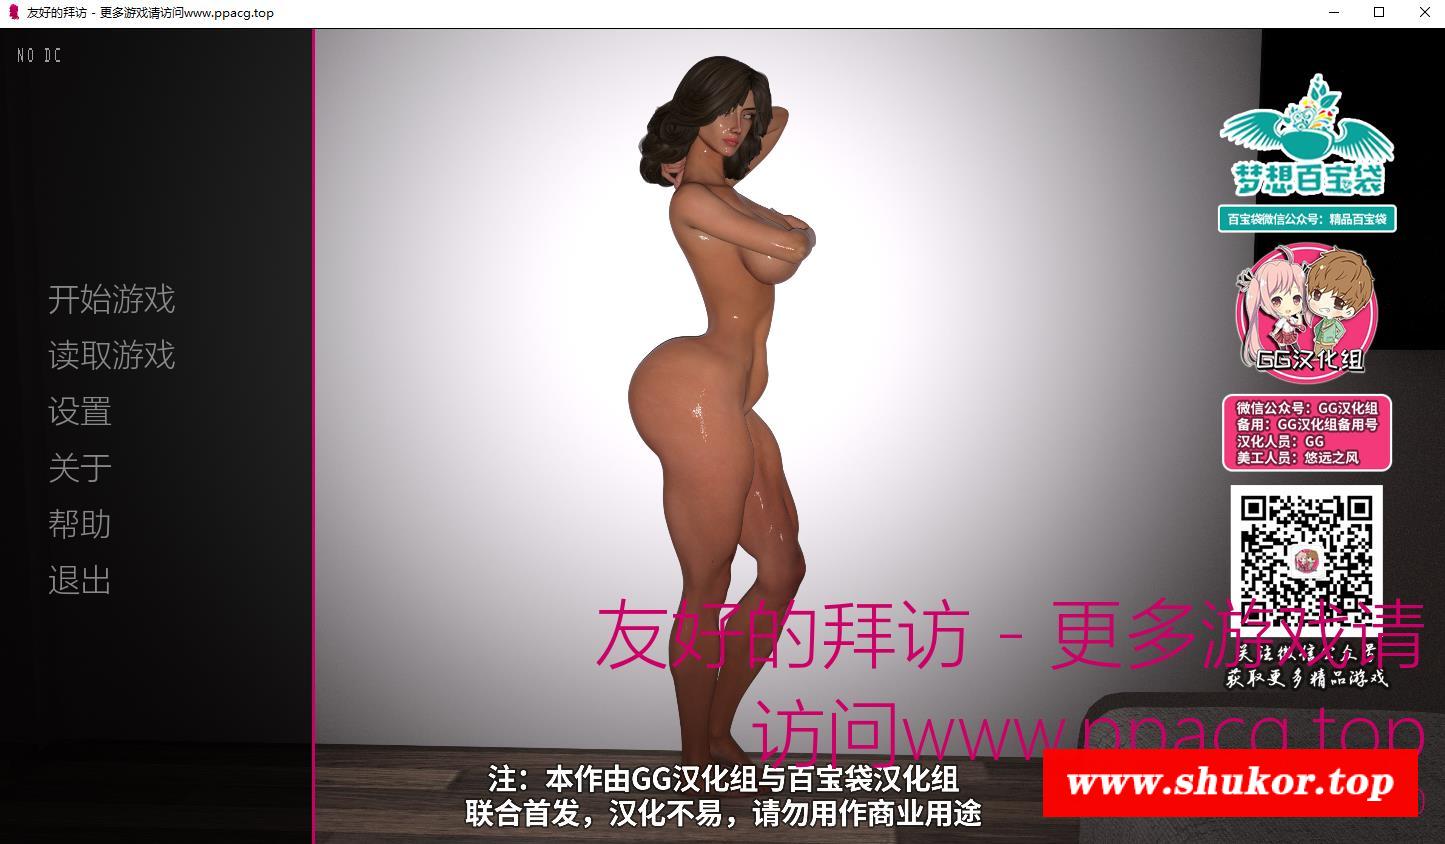 友好的拜访 - 更多游戏请访问www.ppacg.top
NO DC
开始游戏
读取游戏
设置
关于
帮助
退出
梦想百宝袋
百宝袋微信公众号：精品百宝袋
GG汉化组
微信公众号：GG汉化组
备用：GG汉化组备用号
汉化人员：GG
美工人员：悠远之风
关注微信公众号
获取更多精品游戏
友好的拜访 - 更多游戏请
访问www.ppacg.top
注：本作由GG汉化组与百宝袋汉化组
联合首发，汉化不易，请勿用作商业用途
www.shukor.top